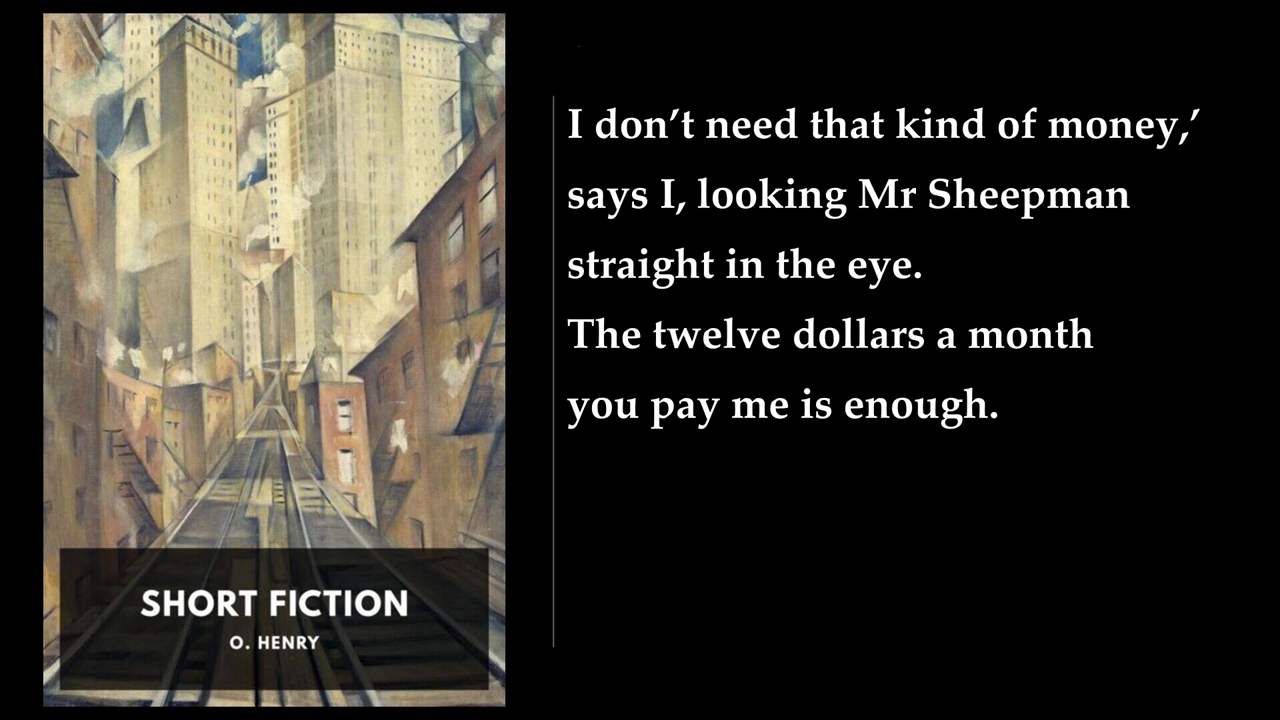 SHORT FICTION
O. HENRY
I don’t need that kind of money,’
says I, looking Mr Sheepman
straight in the eye.
The twelve dollars a month
you pay me is enough.